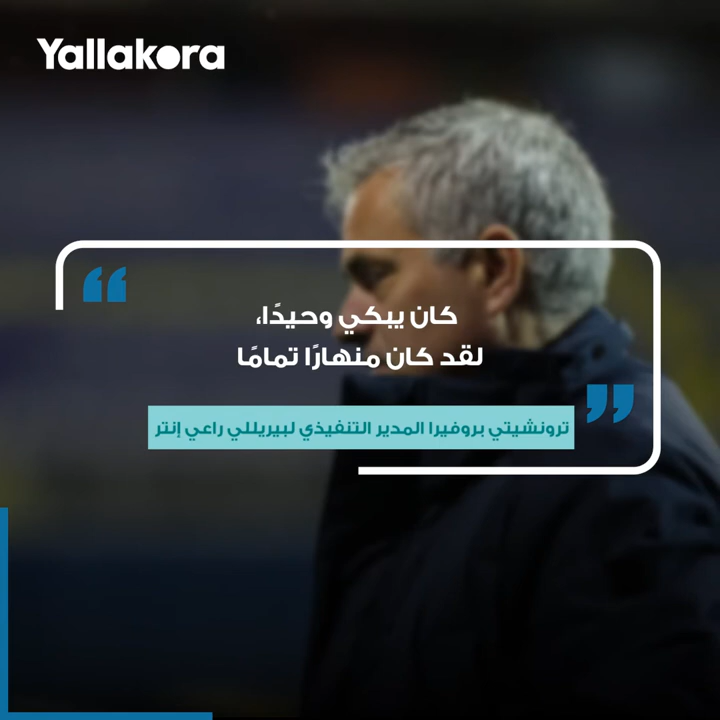 Yallakora
كان يبكي وحيدًا،
لقد كان منهارًا تمامًا
ترونشيتي بروفيرا المدير التنفيذي لبيريللي راعي إنتر